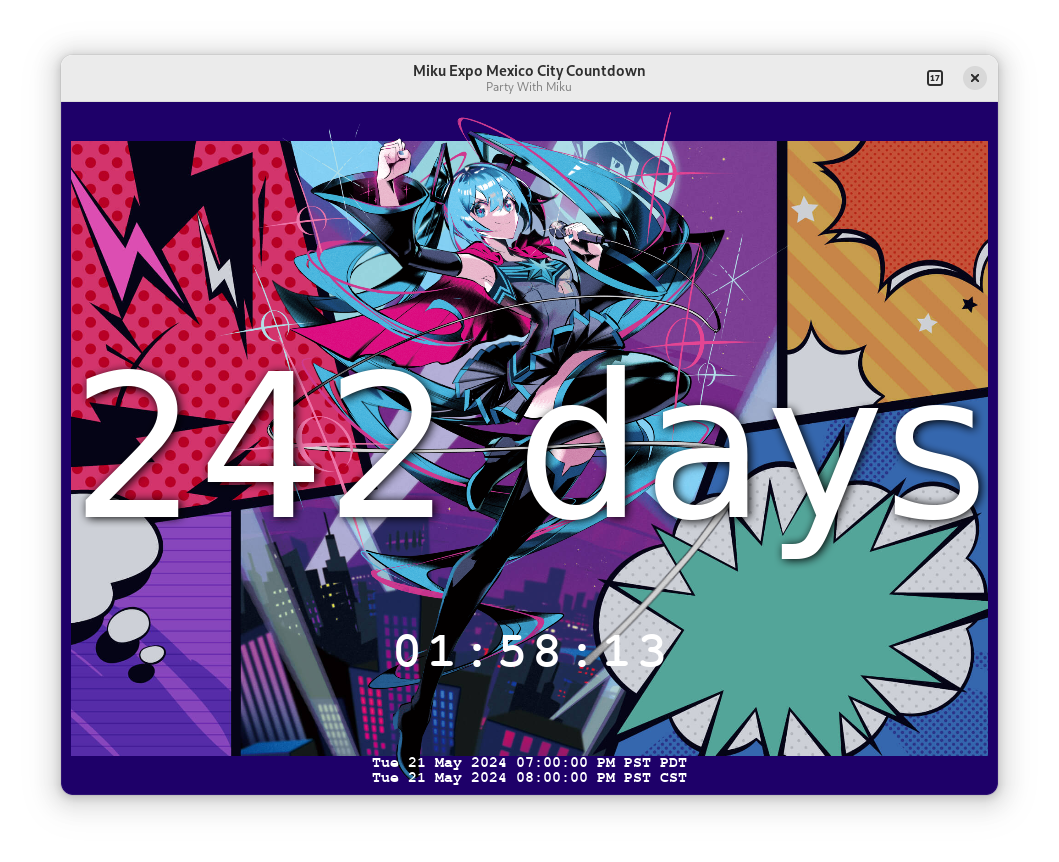 Miku Expo Mexico City Countdown
Party With Miku
17
242 days
01:58:13
Tue 21 May 2024 07:00:00 PM PST PDT
Tue 21 May 2024 08:00:00 PM PST CST